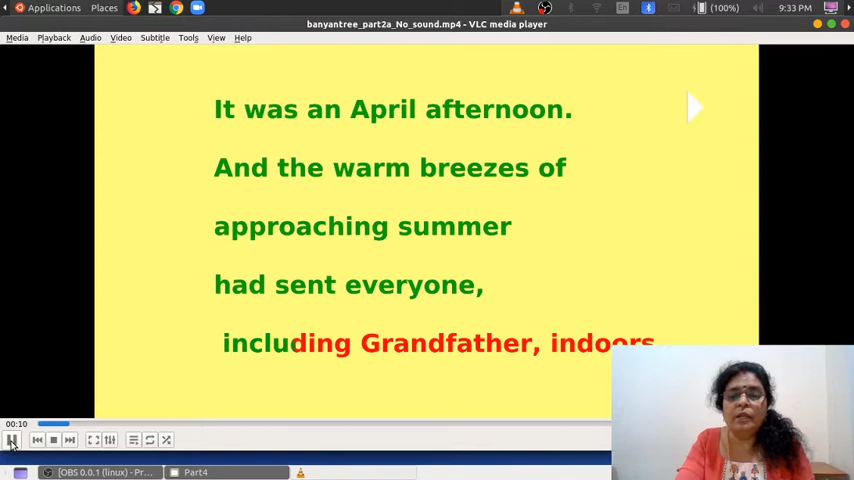 Applications Places En (100%) 9:33 PM
banyantree_part2a_No_sound.mp4 - VLC media player
Media Playback Audio Video Subtitle Tools View Help
It was an April afternoon.
And the warm breezes of
approaching summer
had sent everyone,
including Grandfather, indoors
00:10
[OBS 0.0.1 (linux) - Pr... Part4